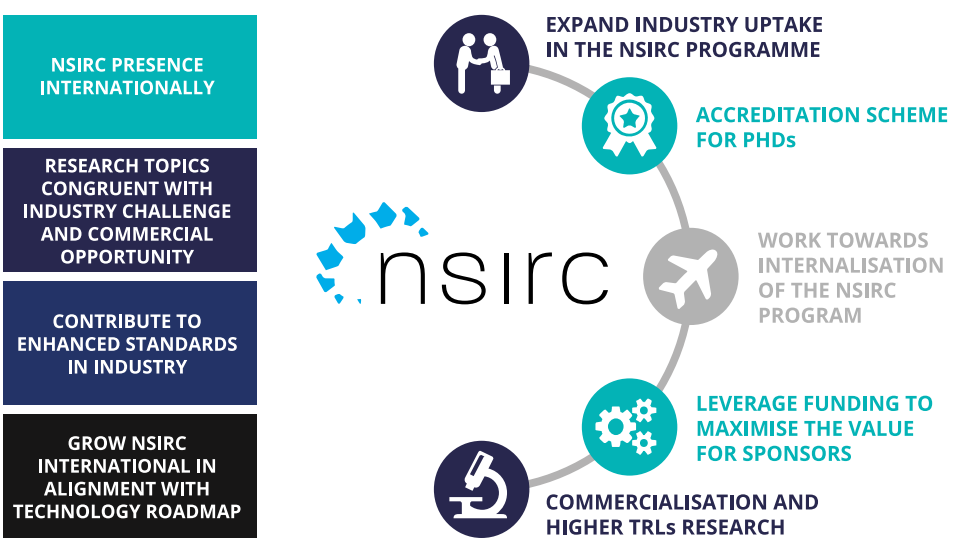 NSIRC PRESENCE
INTERNATIONALLY
RESEARCH TOPICS
CONGRUENT WITH
INDUSTRY CHALLENGE
AND COMMERCIAL
OPPORTUNITY
CONTRIBUTE TO
ENHANCED STANDARDS
IN INDUSTRY
GROW NSIRC
INTERNATIONAL IN
ALIGNMENT WITH
TECHNOLOGY ROADMAP
nsirc
EXPAND INDUSTRY UPTAKE
IN THE NSIRC PROGRAMME
ACCREDITATION SCHEME
FOR PHDs
WORK TOWARDS
INTERNALISATION
OF THE NSIRC
PROGRAM
LEVERAGE FUNDING TO
MAXIMISE THE VALUE
FOR SPONSORS
COMMERCIALISATION AND
HIGHER TRLs RESEARCH